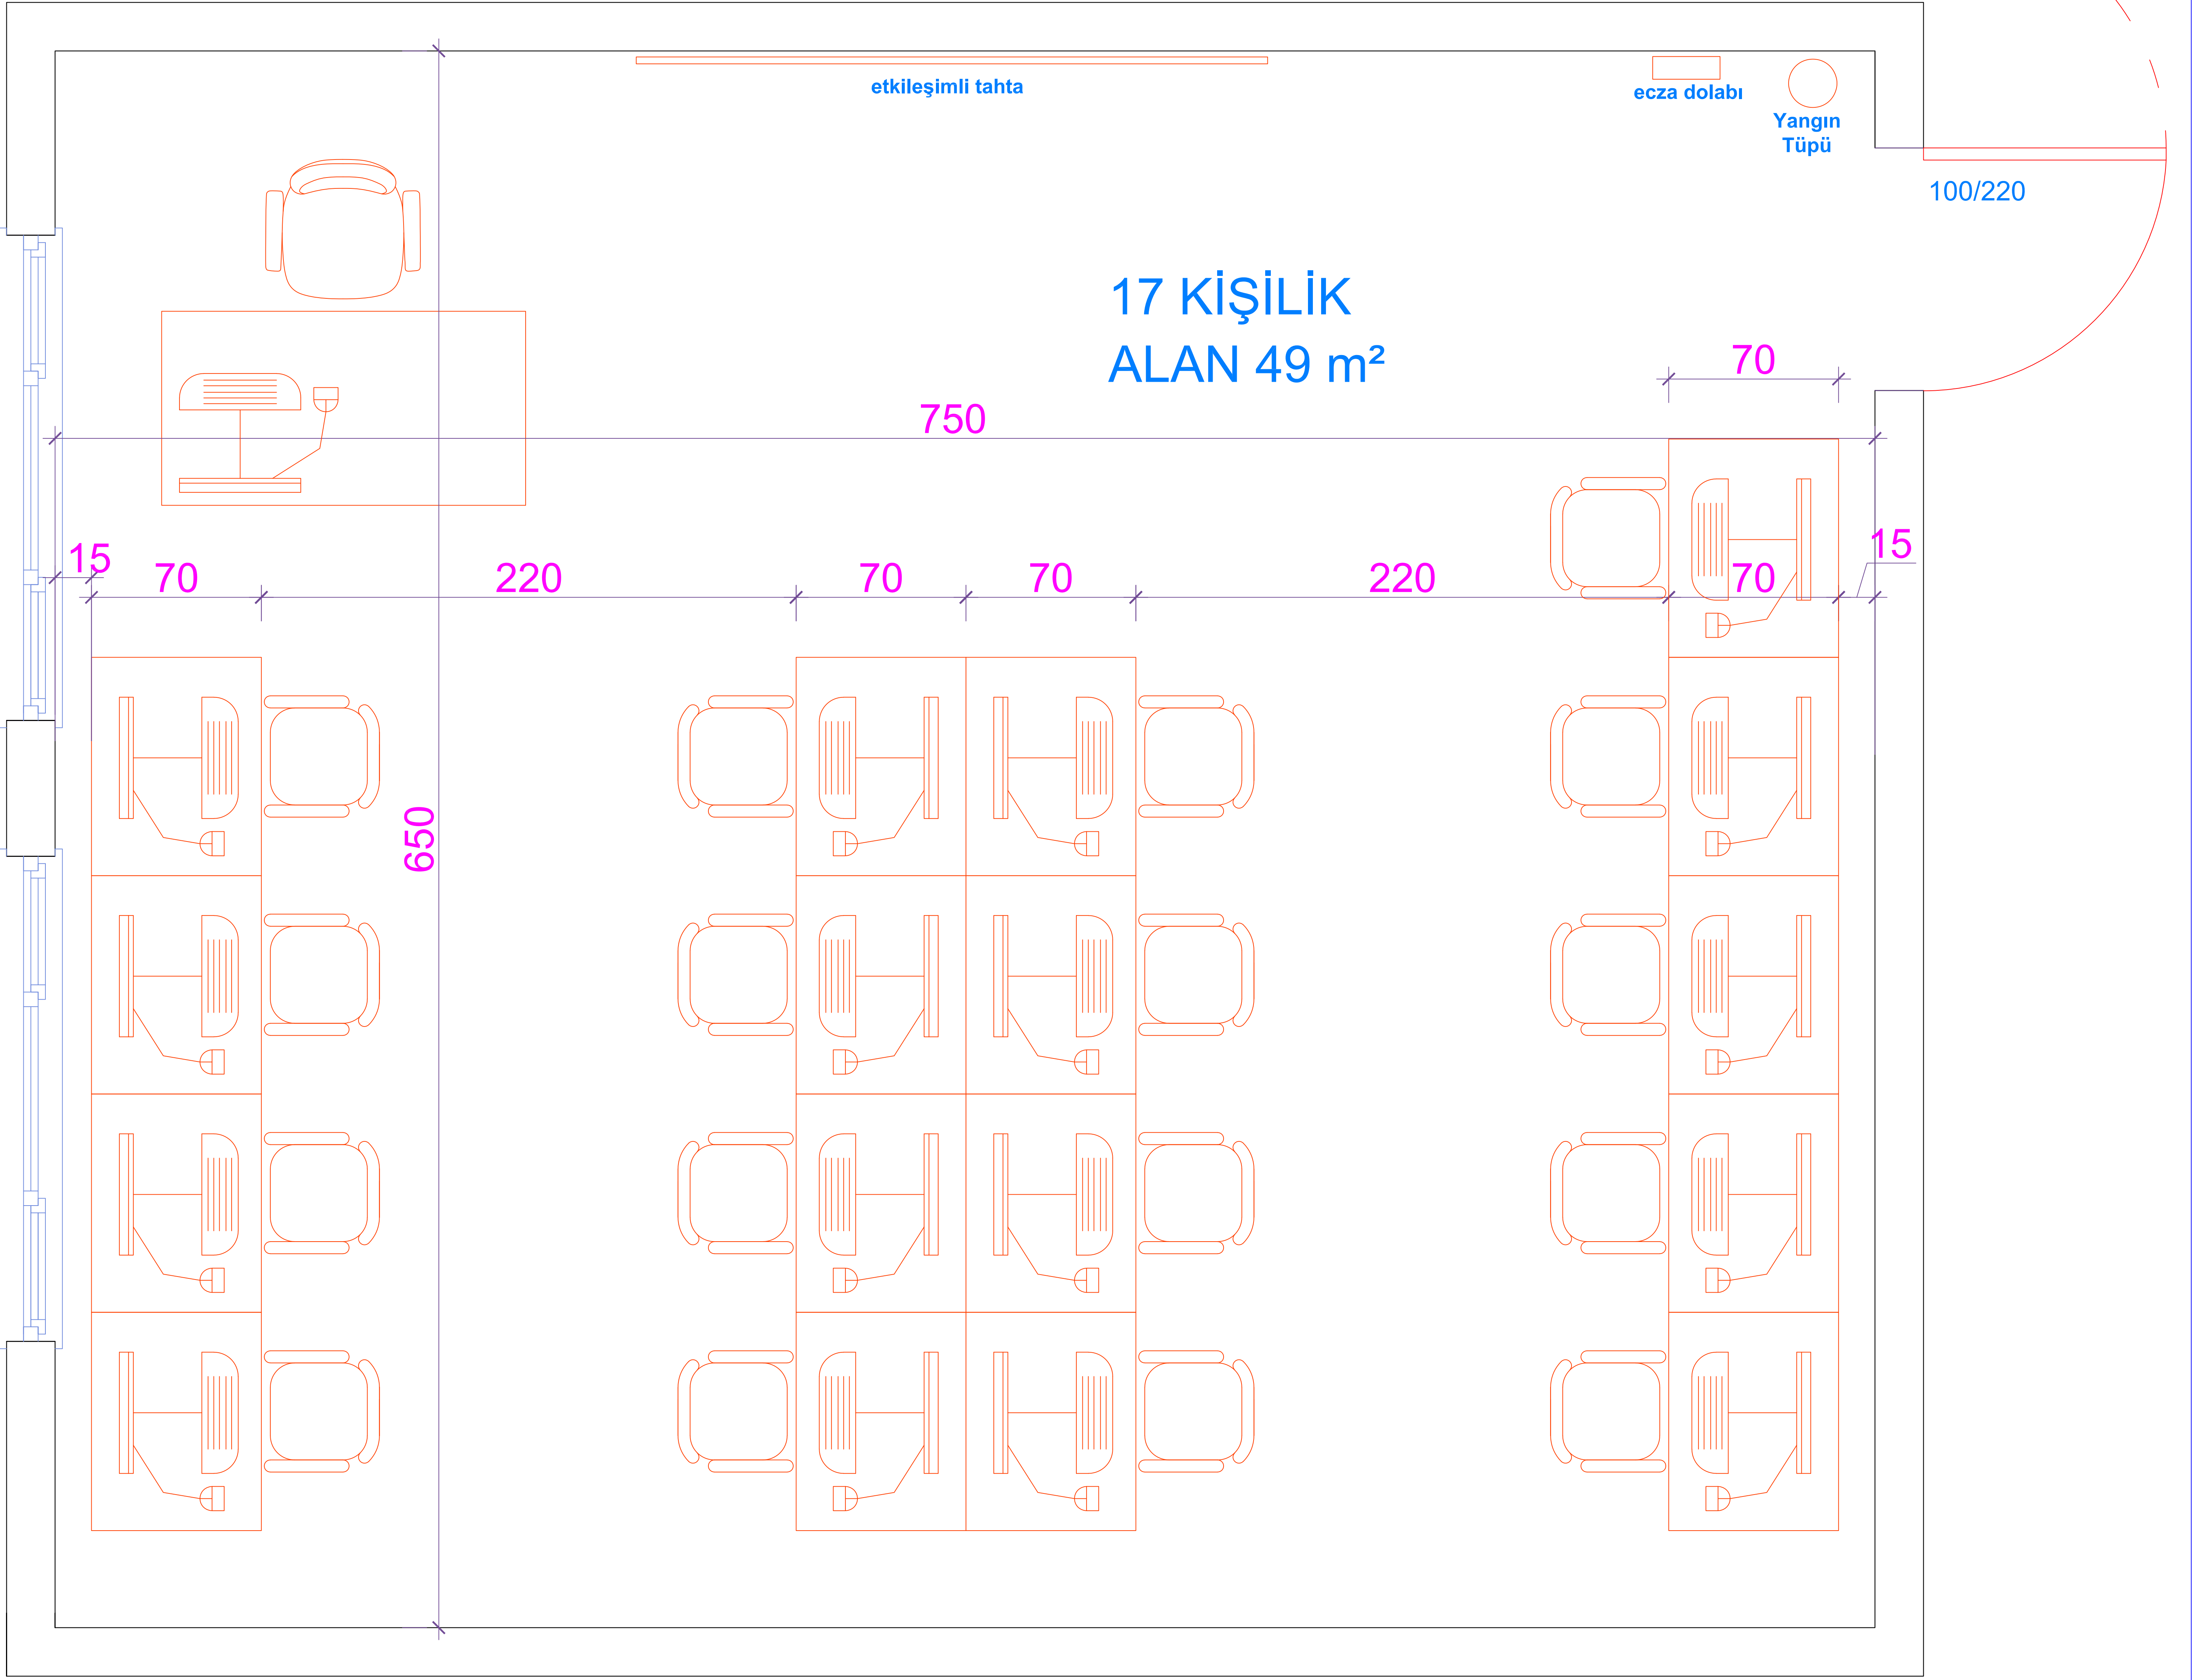 etkileşimli tahta
ecza dolabı
Yangın
Tüpü
100/220
17 KİŞİLİK
ALAN 49 m²
70
750
15
15
70
220
70
70
220
70
650